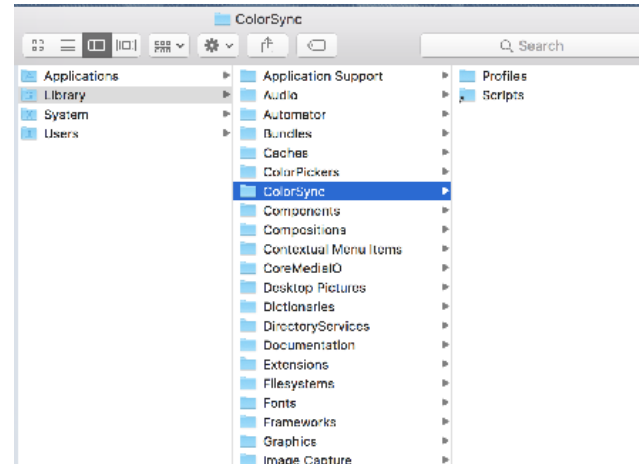 ColorSync
Search
Applications
Library
System
Users
Application Support
Audio
Automator
Bundles
Caches
ColorPickers
ColorSync
Components
Compositions
Contextual Menu Items
CoreMediaIO
Desktop Pictures
Dictionaries
DirectoryServices
Documentation
Extensions
Filesystems
Fonts
Frameworks
Graphics
Image Capture
Profiles
Scripts